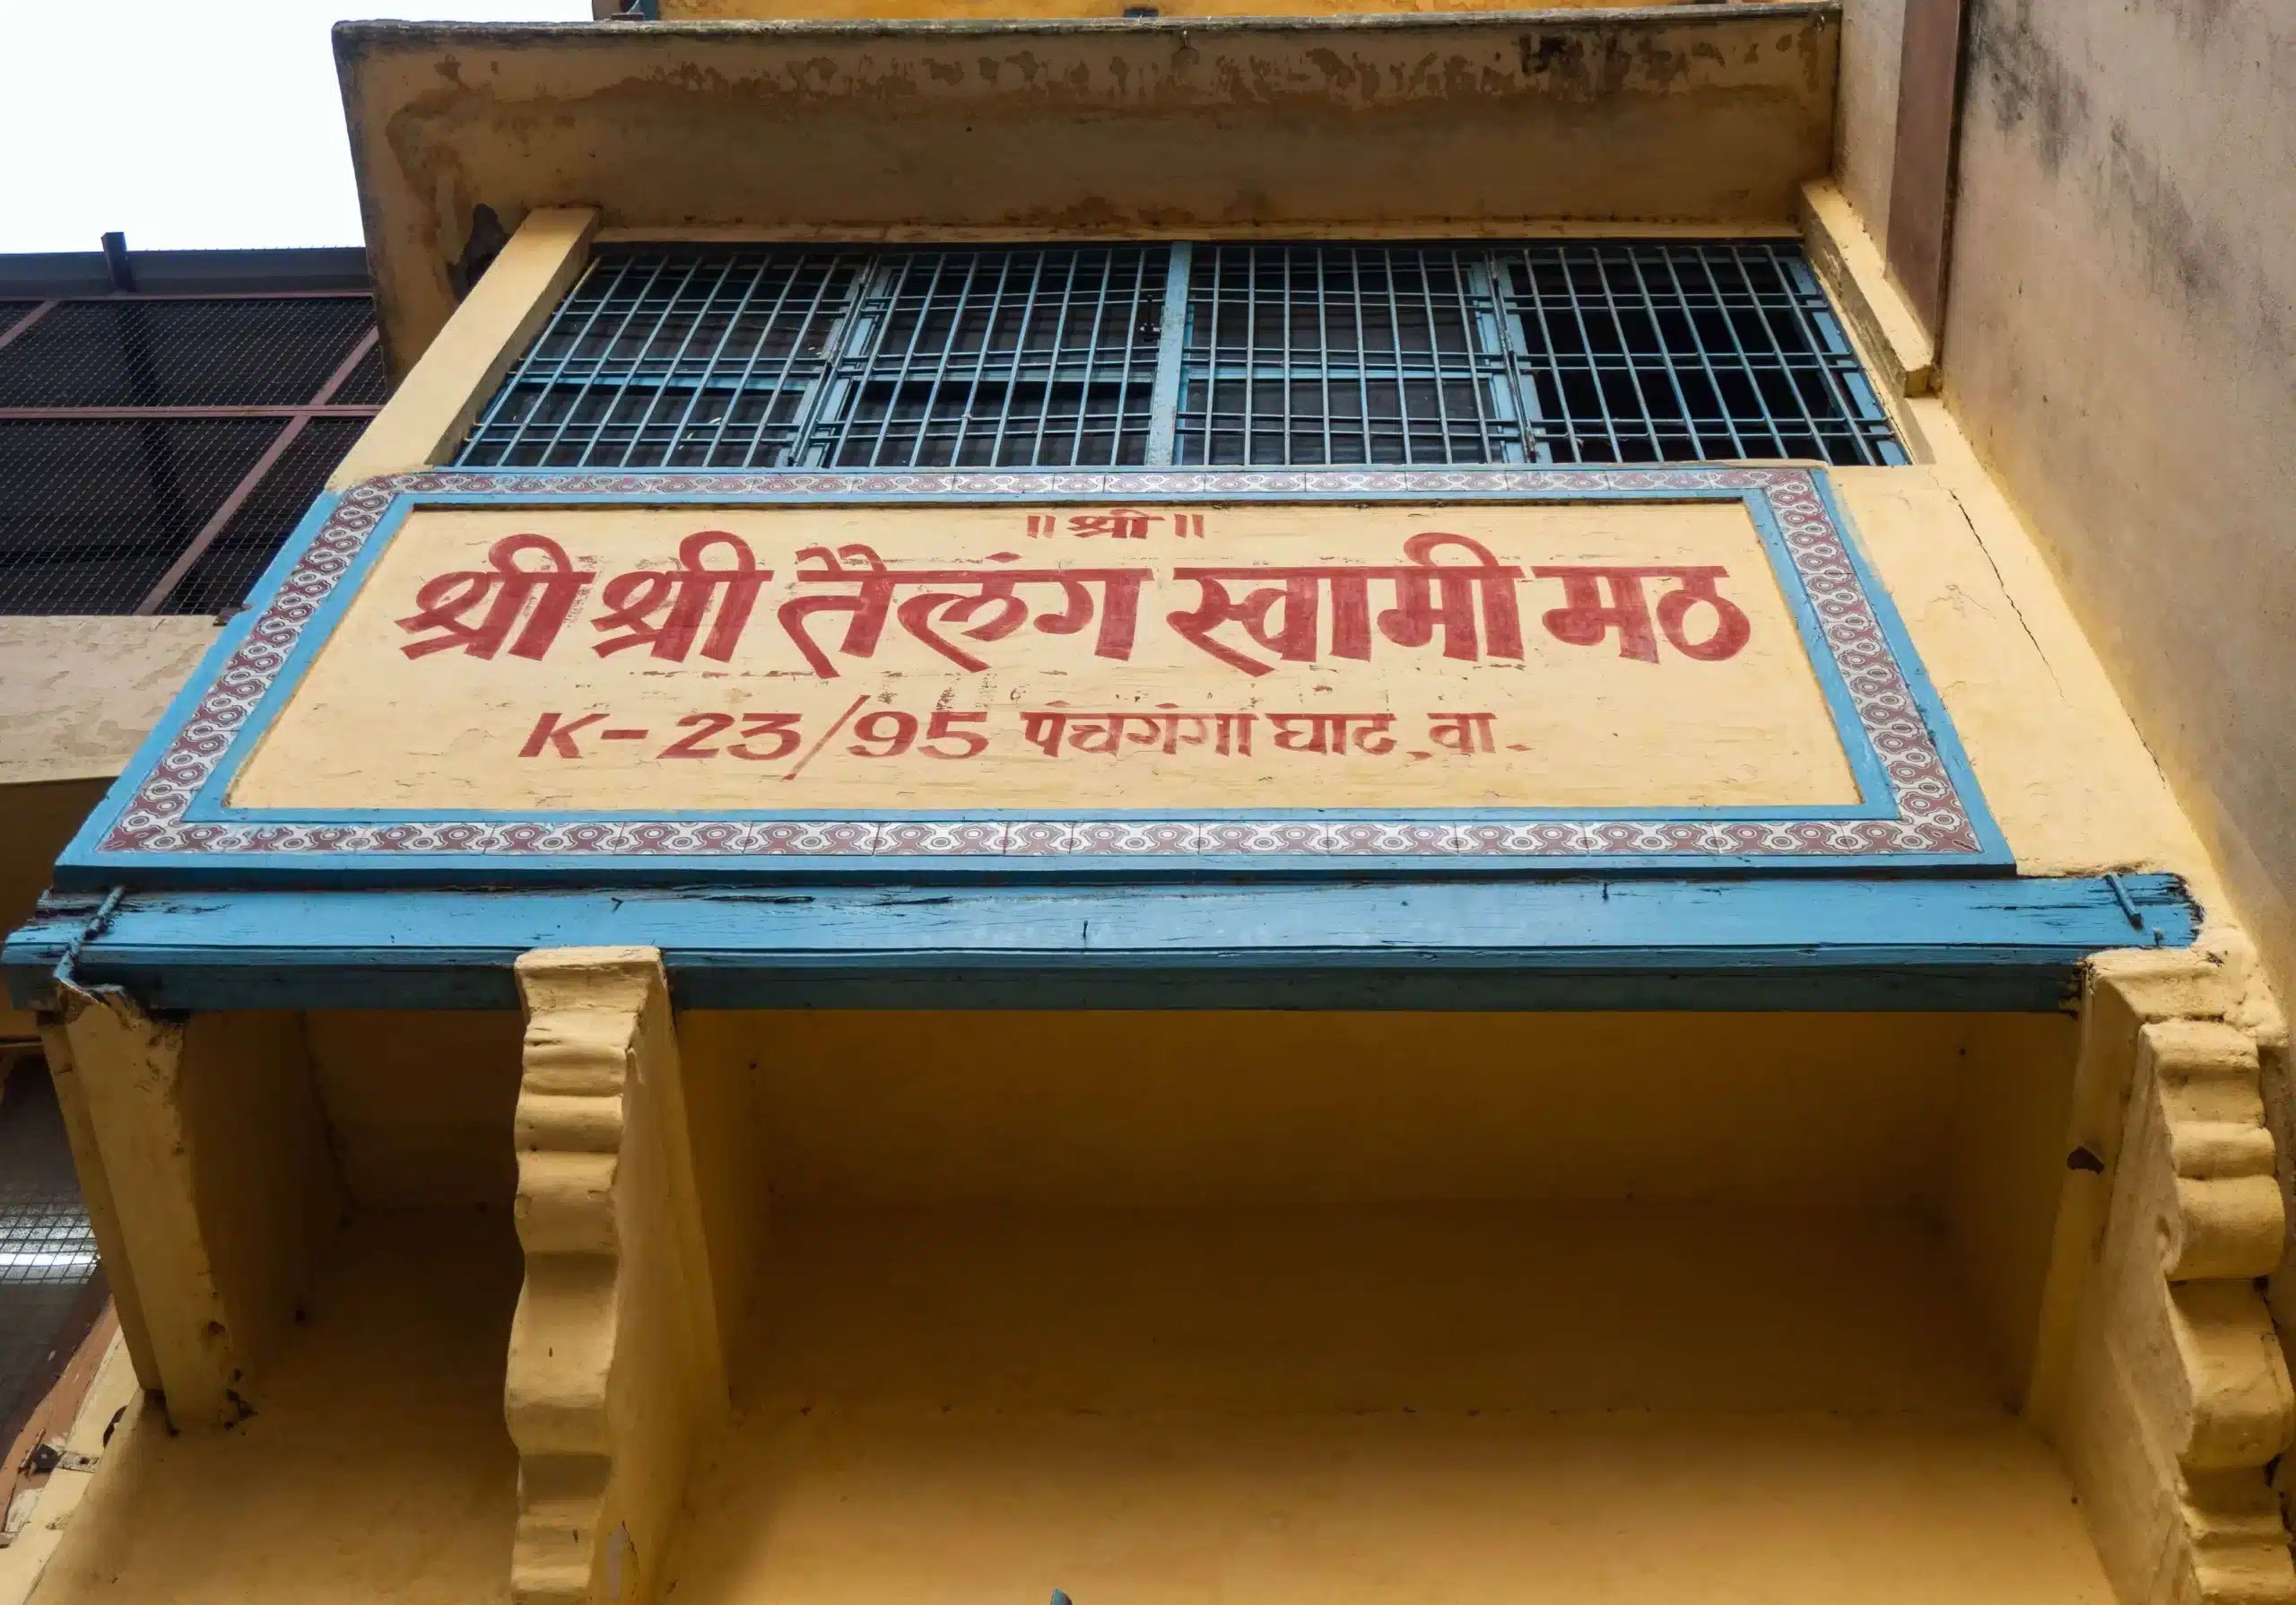 ॥ श्री ॥
श्री श्री तैलंग स्वामी मठ
K-23/95 पंचगंगा घाट, वा.